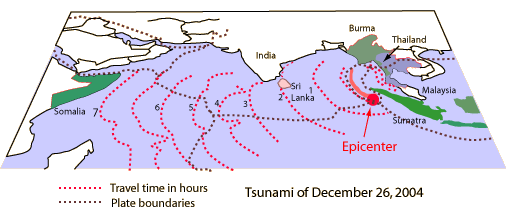 Burma
Thailand
India
Malaysia
Sri
Lanka
Somalia
7
6
5
4
3
2
1
Sumatra
Epicenter
Travel time in hours
Plate boundaries
Tsunami of December 26, 2004